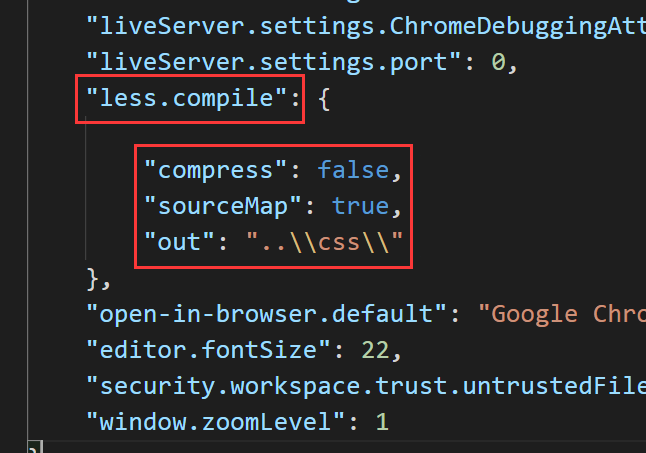 "liveServer.settings.ChromeDebuggingAtt
"liveServer.settings.port": 0,
"less.compile": {
"compress": false,
"sourceMap": true,
"out": "..\\css\\"
},
"open-in-browser.default": "Google Chro
"editor.fontSize": 22,
"security.workspace.trust.untrustedFile
"window.zoomLevel": 1
}